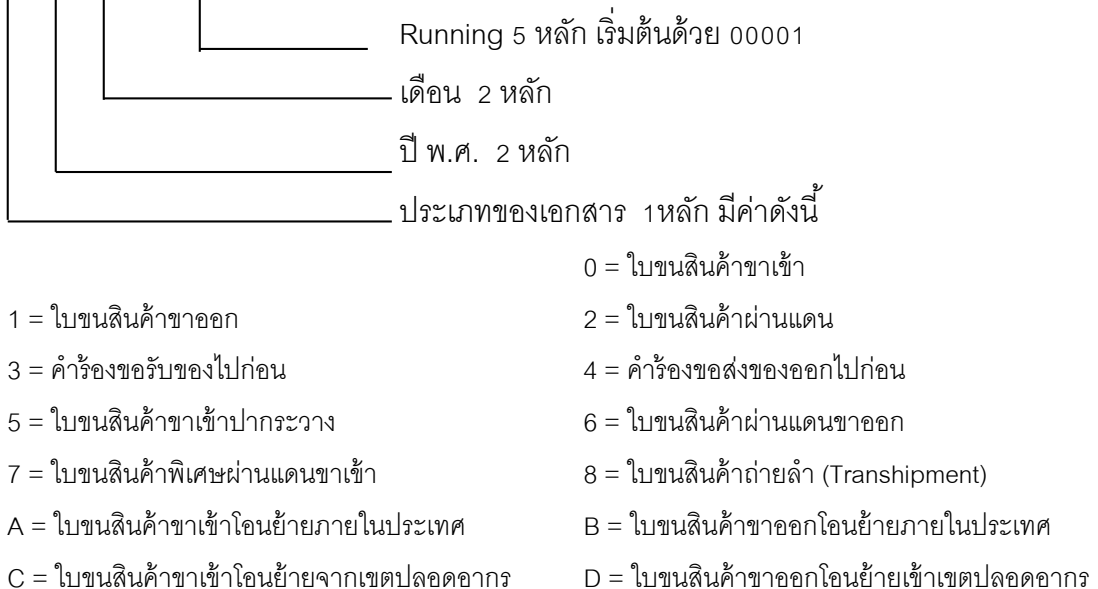 Running 5 หลัก เริ่มต้นด้วย 00001
เดือน 2 หลัก
ปี พ.ศ. 2 หลัก
ประเภทของเอกสาร 1หลัก มีค่าดังนี้
0 = ใบขนสินค้าขาเข้า
1 = ใบขนสินค้าขาออก 2 = ใบขนสินค้าผ่านแดน
3 = คำร้องขอรับของไปก่อน 4 = คำร้องขอส่งของออกไปก่อน
5 = ใบขนสินค้าขาเข้าปากระวาง 6 = ใบขนสินค้าผ่านแดนขาออก
7 = ใบขนสินค้าพิเศษผ่านแดนขาเข้า 8 = ใบขนสินค้าถ่ายลำ (Transhipment)
A = ใบขนสินค้าขาเข้าโอนย้ายภายในประเทศ B = ใบขนสินค้าขาออกโอนย้ายภายในประเทศ
C = ใบขนสินค้าขาเข้าโอนย้ายจากเขตปลอดอากร D = ใบขนสินค้าขาออกโอนย้ายเข้าเขตปลอดอากร